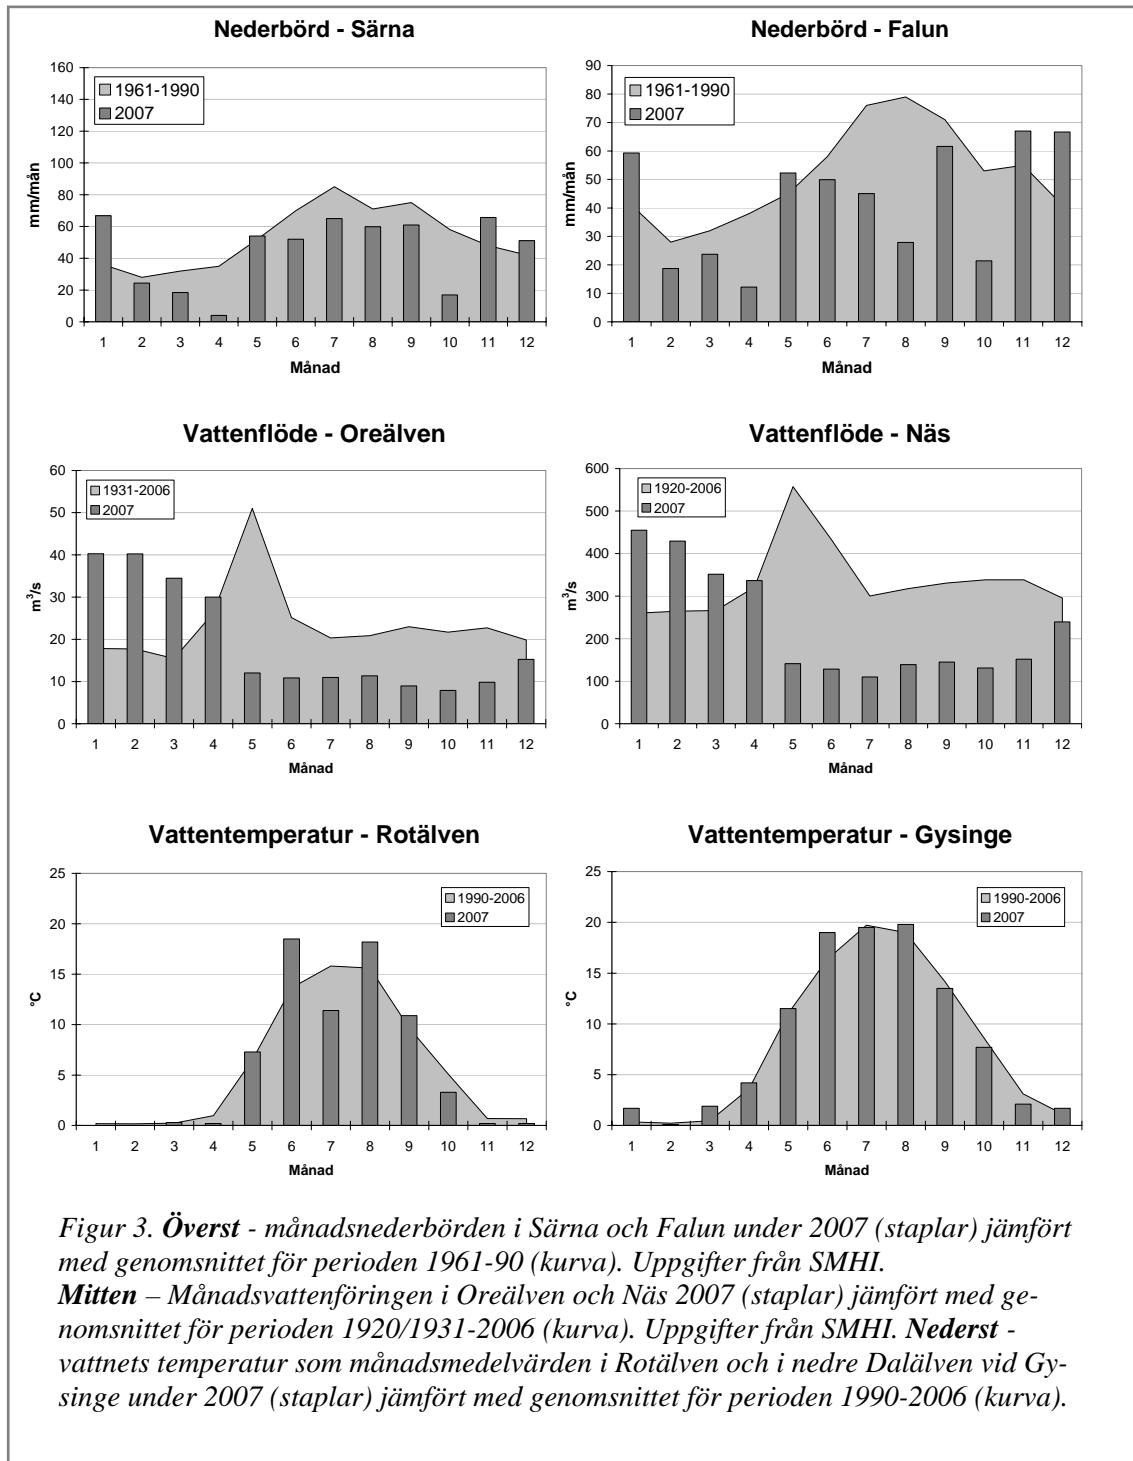 Nederbörd - Särna
160
140
120
100
80
60
40
20
0
mm/mån
1961-1990
2007
1 2 3 4 5 6 7 8 9 10 11 12
Månad
Nederbörd - Falun
90
80
70
60
50
40
30
20
10
0
mm/mån
1961-1990
2007
1 2 3 4 5 6 7 8 9 10 11 12
Månad
Vattenflöde - Oreälven
60
50
40
30
20
10
0
m³/s
1931-2006
2007
1 2 3 4 5 6 7 8 9 10 11 12
Månad
Vattenflöde - Näs
600
500
400
300
200
100
0
m³/s
1920-2006
2007
1 2 3 4 5 6 7 8 9 10 11 12
Månad
Vattentemperatur - Rotälven
25
20
15
10
5
0
°C
1990-2006
2007
1 2 3 4 5 6 7 8 9 10 11 12
Månad
Vattentemperatur - Gysinge
25
20
15
10
5
0
°C
1990-2006
2007
1 2 3 4 5 6 7 8 9 10 11 12
Månad
Figur 3. Överst - månadsnederbörden i Särna och Falun under 2007 (staplar) jämfört
med genomsnittet för perioden 1961-90 (kurva). Uppgifter från SMHI.
Mitten – Månadsvattenföringen i Oreälven och Näs 2007 (staplar) jämfört med ge-
nomsnittet för perioden 1920/1931-2006 (kurva). Uppgifter från SMHI. Nederst -
vattnets temperatur som månadsmedelvärden i Rotälven och i nedre Dalälven vid Gy-
singe under 2007 (staplar) jämfört med genomsnittet för perioden 1990-2006 (kurva).